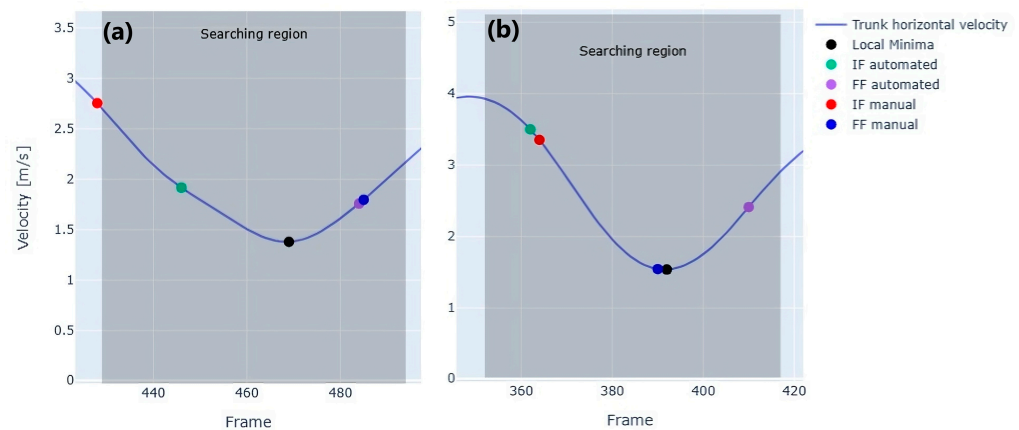 (a)
Searching region
3.5
3
2.5
2
1.5
1
0.5
0
Velocity [m/s]
440
460
480
Frame
(b)
Searching region
5
4
3
2
1
0
360
380
400
420
Frame
Trunk horizontal velocity
Local Minima
IF automated
FF automated
IF manual
FF manual